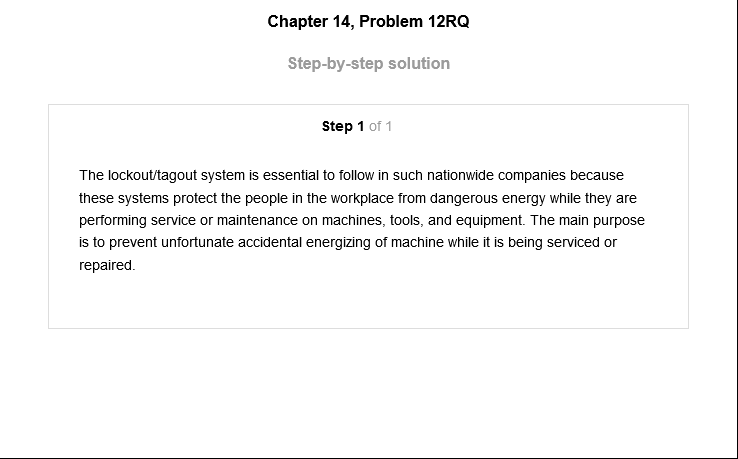 Chapter 14, Problem 12RQ
Step-by-step solution
Step 1 of 1
The lockout/tagout system is essential to follow in such nationwide companies because
these systems protect the people in the workplace from dangerous energy while they are
performing service or maintenance on machines, tools, and equipment. The main purpose
is to prevent unfortunate accidental energizing of machine while it is being serviced or
repaired.